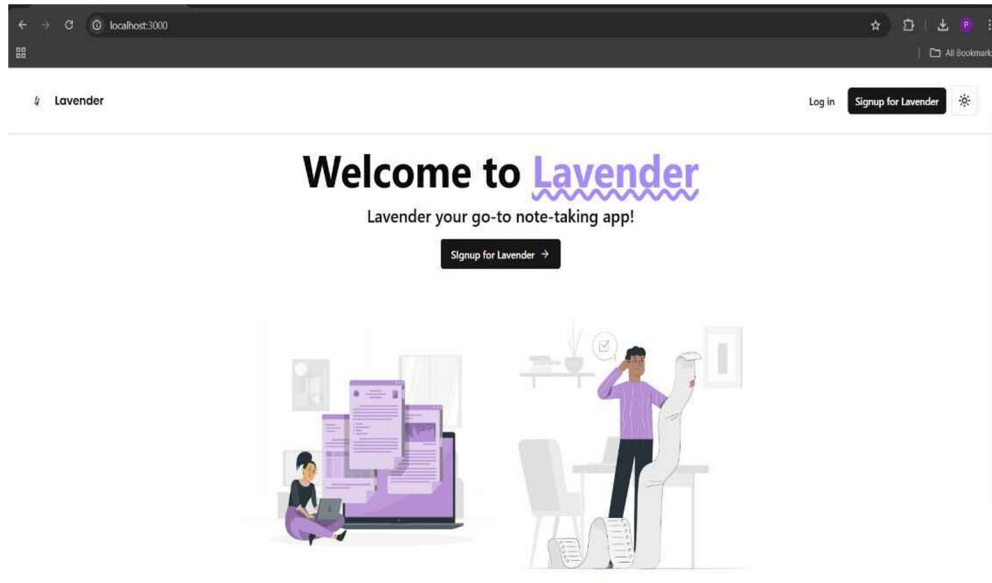 localhost:3000
P
All Bookmarks
Lavender
Log in
Signup for Lavender
Welcome to Lavender
Lavender your go-to note-taking app!
SIgnup for Lavender →